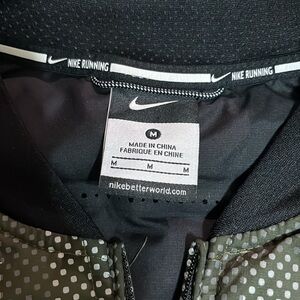 NIKE RUNNING
NIKE RUNNING
M
MADE IN CHINA
FABRIQUE EN CHINE
M M M
nikebetterworld.com